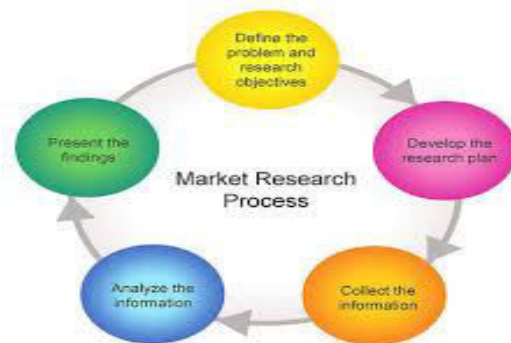 Define the
problem and
research
objectives
Develop the
research plan
Collect the
information
Analyze the
information
Present the
findings
Market Research
Process